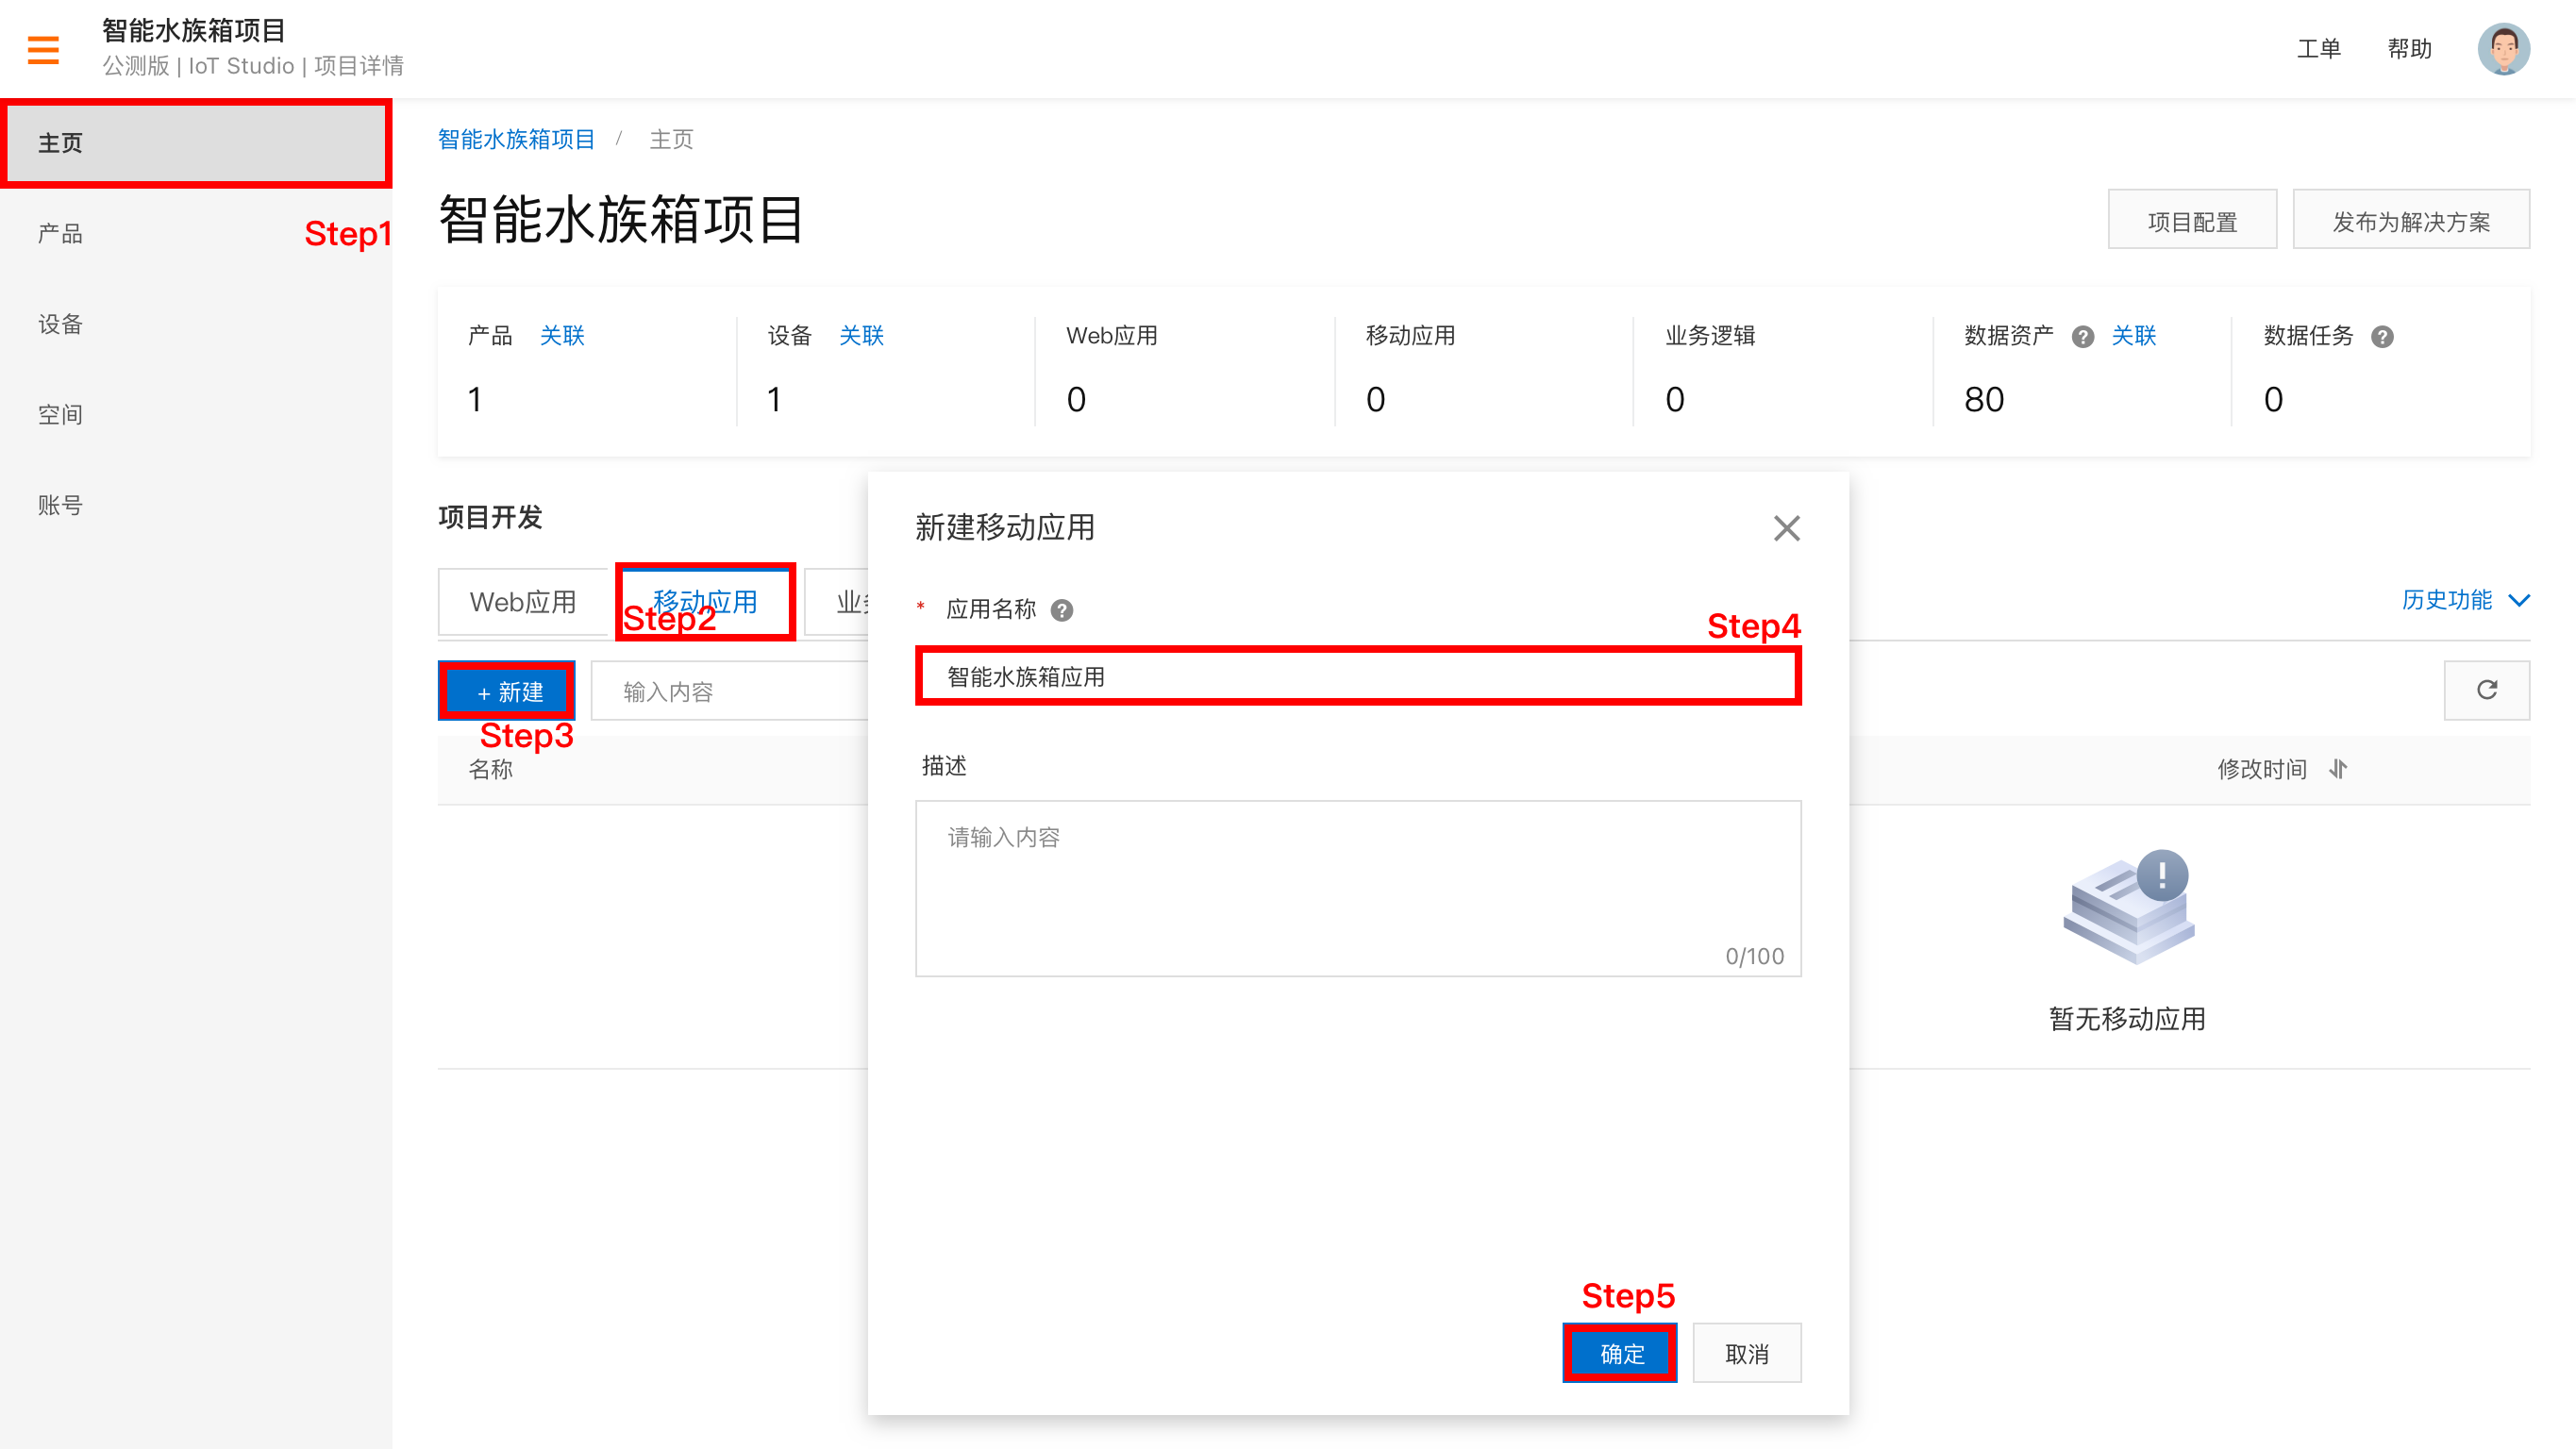 智能水族箱项目
公测版 | IoT Studio | 项目详情
工单 帮助
主页
产品
Step1
设备
空间
账号
智能水族箱项目 / 主页
智能水族箱项目
项目配置 发布为解决方案
产品 关联 设备 关联 Web应用 移动应用 业务逻辑 数据资产 ? 关联 数据任务 ?
1 1 0 0 0 80 0
项目开发
Web应用 移动应用 业务
Step2
历史功能
+ 新建 输入内容
Step3
名称 修改时间
暂无移动应用
新建移动应用
* 应用名称 ?
Step4
智能水族箱应用
描述
请输入内容
0/100
Step5
确定 取消